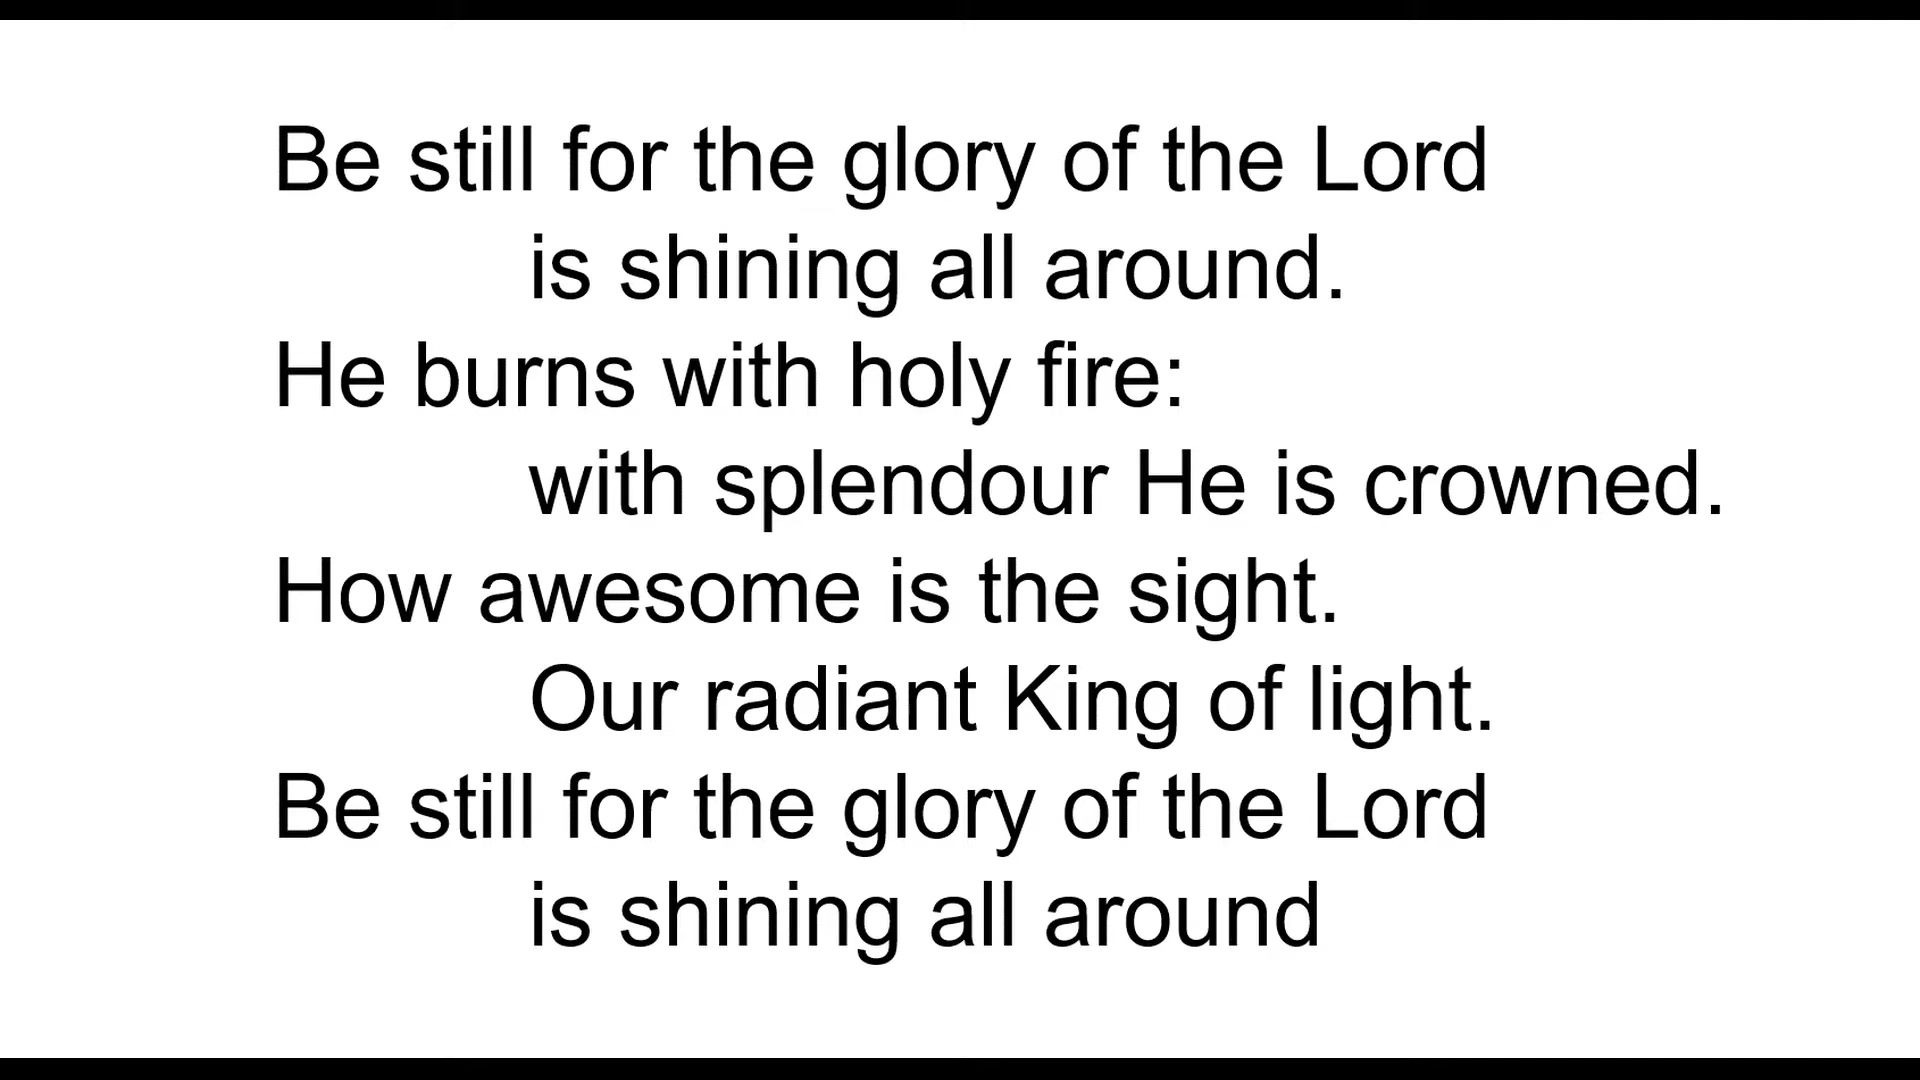 Be still for the glory of the Lord
is shining all around.
He burns with holy fire:
with splendour He is crowned.
How awesome is the sight.
Our radiant King of light.
Be still for the glory of the Lord
is shining all around